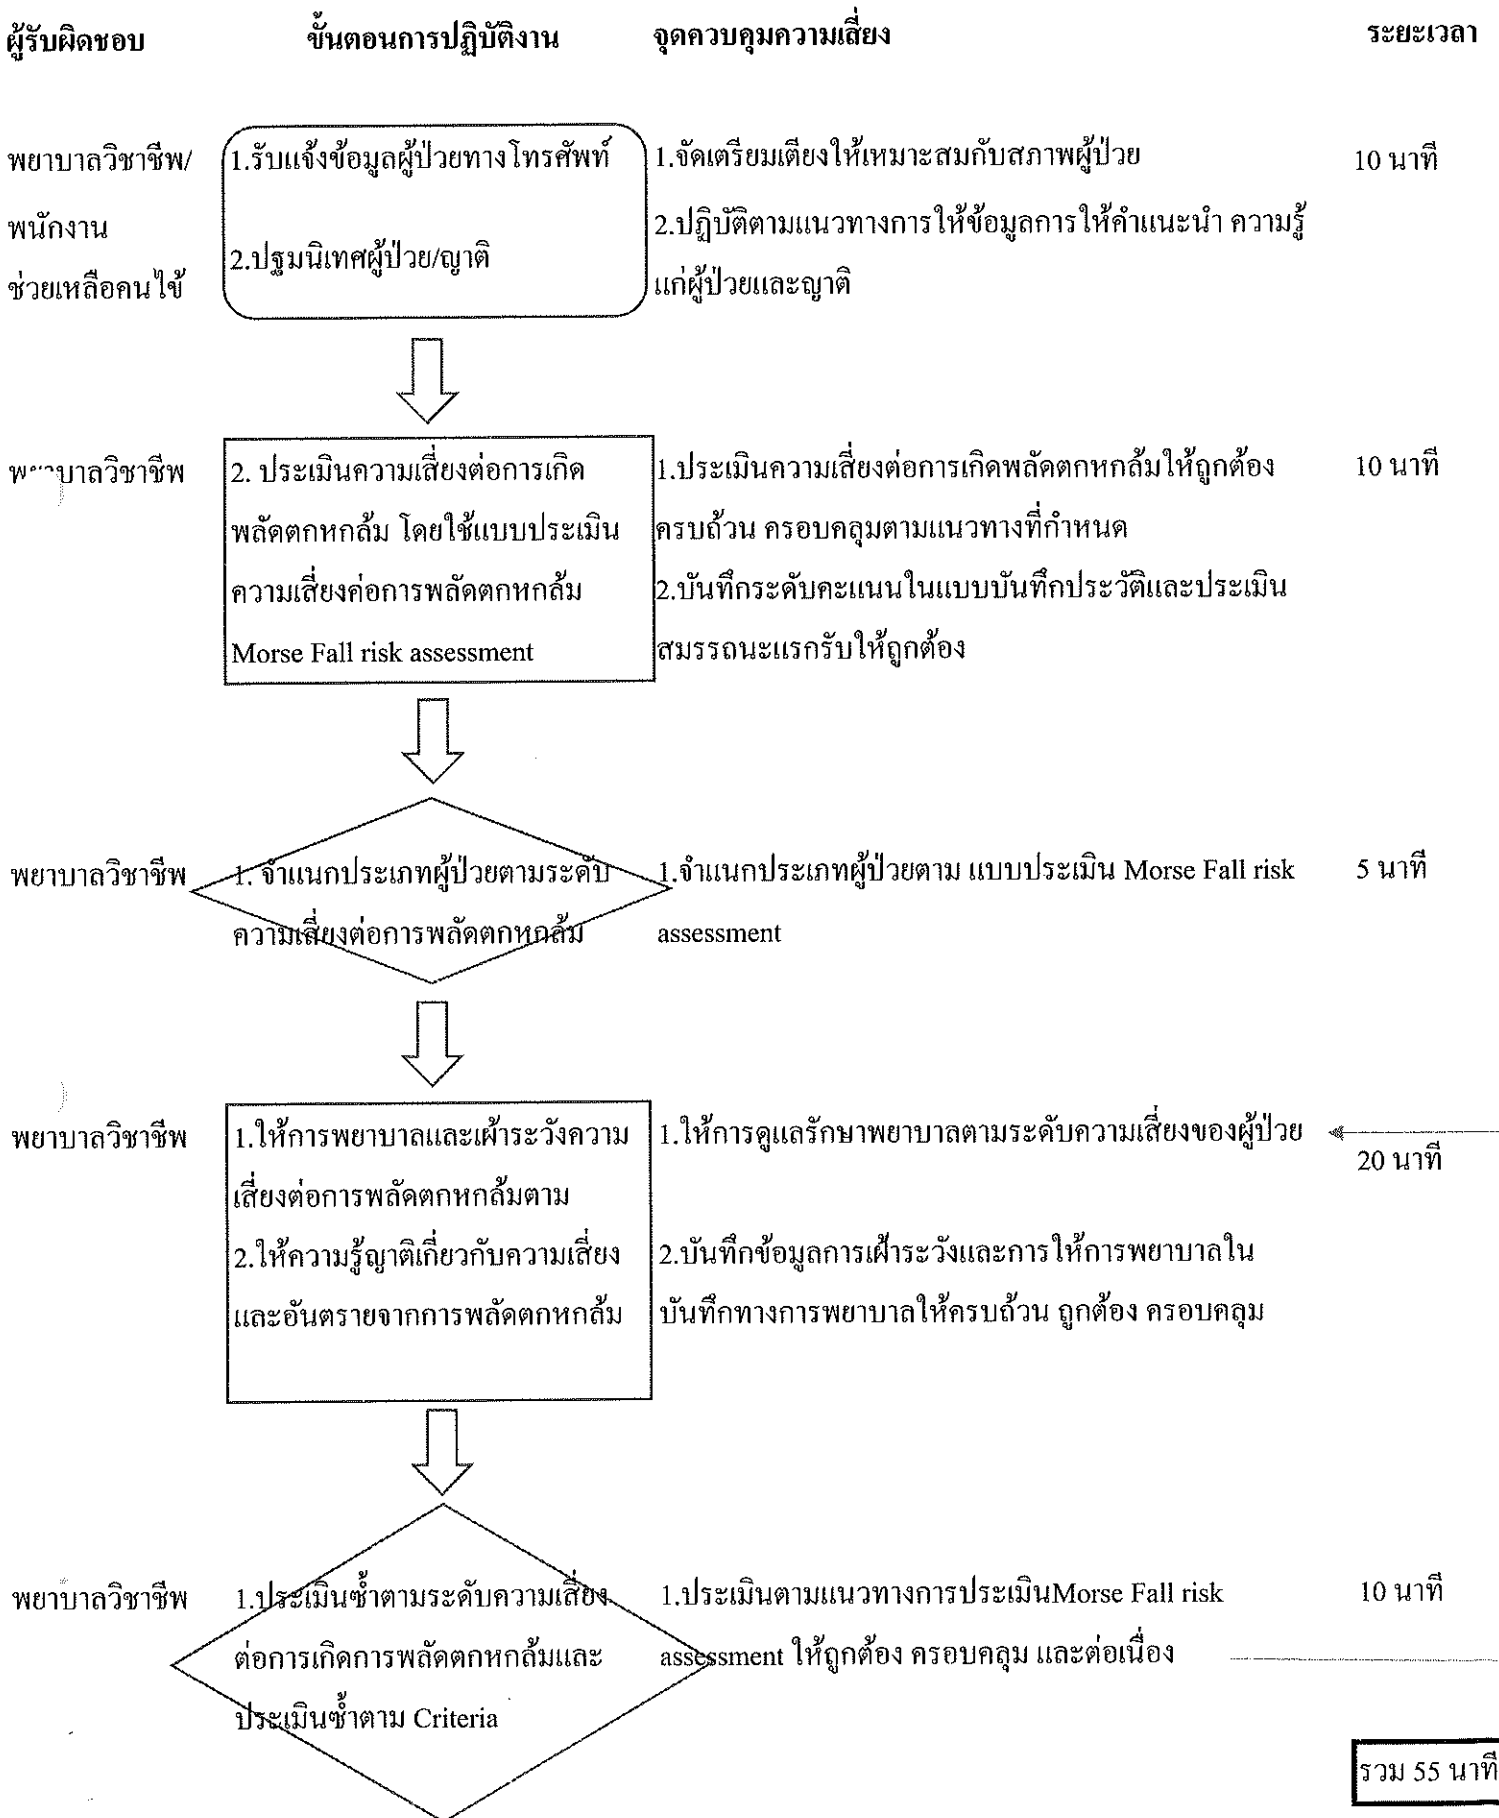 ผู้รับผิดชอบ ขั้นตอนการปฏิบัติงาน จุดควบคุมความเสี่ยง ระยะเวลา
พยาบาลวิชาชีพ/
พนักงาน
ช่วยเหลือคนไข้
1.รับแจ้งข้อมูลผู้ป่วยทางโทรศัพท์
2.ปฐมนิเทศผู้ป่วย/ญาติ
1.จัดเตรียมเตียงให้เหมาะสมกับสภาพผู้ป่วย
2.ปฏิบัติตามแนวทางการให้ข้อมูลการให้คำแนะนำ ความรู้
แก่ผู้ป่วยและญาติ
10 นาที
พยาบาลวิชาชีพ
2. ประเมินความเสี่ยงต่อการเกิด
พลัดตกหกล้ม โดยใช้แบบประเมิน
ความเสี่ยงค่อการพลัดตกหกล้ม
Morse Fall risk assessment
1.ประเมินความเสี่ยงต่อการเกิดพลัดตกหกล้มให้ถูกต้อง
ครบถ้วน ครอบคลุมตามแนวทางที่กำหนด
2.บันทึกระดับคะแนนในแบบบันทึกประวัติและประเมิน
สมรรถนะแรกรับให้ถูกต้อง
10 นาที
พยาบาลวิชาชีพ
1. จำแนกประเภทผู้ป่วยตามระดับ
ความเสี่ยงต่อการพลัดตกหกล้ม
1.จำแนกประเภทผู้ป่วยตาม แบบประเมิน Morse Fall risk
assessment
5 นาที
พยาบาลวิชาชีพ
1.ให้การพยาบาลและเฝ้าระวังความ
เสี่ยงต่อการพลัดตกหกล้มตาม
2.ให้ความรู้ญาติเกี่ยวกับความเสี่ยง
และอันตรายจากการพลัดตกหกล้ม
1.ให้การดูแลรักษาพยาบาลตามระดับความเสี่ยงของผู้ป่วย
2.บันทึกข้อมูลการเฝ้าระวังและการให้การพยาบาลใน
บันทึกทางการพยาบาลให้ครบถ้วน ถูกต้อง ครอบคลุม
20 นาที
พยาบาลวิชาชีพ
1.ประเมินซ้ำตามระดับความเสี่ยง
ต่อการเกิดการพลัดตกหกล้มและ
ประเมินซ้ำตาม Criteria
1.ประเมินตามแนวทางการประเมินMorse Fall risk
assessment ให้ถูกต้อง ครอบคลุม และต่อเนื่อง
10 นาที
รวม 55 นาที